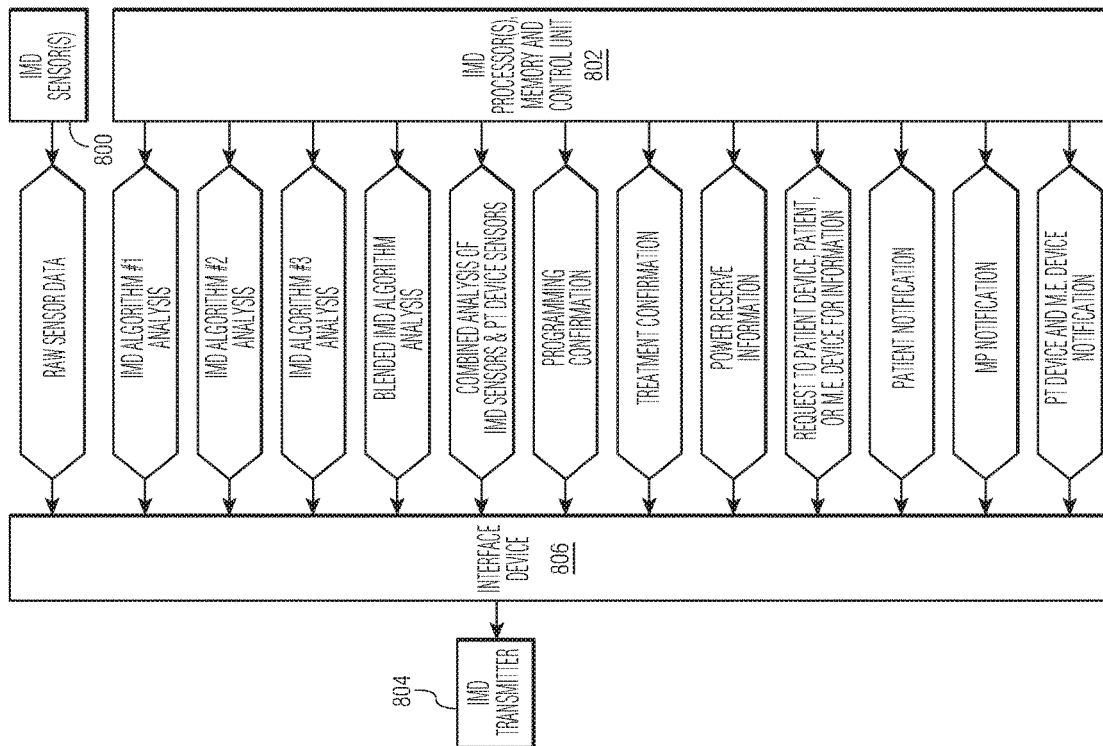 IMD
SENSOR(S)
800
IMD
PROCESSOR(S),
MEMORY AND
CONTROL UNIT
802
RAW SENSOR DATA
IMD ALGORITHM #1
ANALYSIS
IMD ALGORITHM #2
ANALYSIS
IMD ALGORITHM #3
ANALYSIS
BLENDED IMD ALGORITHM
ANALYSIS
COMBINED ANALYSIS OF
IMD SENSORS & PT DEVICE SENSORS
PROGRAMMING
CONFIRMATION
TREATMENT CONFIRMATION
POWER RESERVE
INFORMATION
REQUEST TO PATIENT DEVICE, PATIENT,
OR M.E. DEVICE FOR INFORMATION
PATIENT NOTIFICATION
MP NOTIFICATION
PT DEVICE AND M.E. DEVICE
NOTIFICATION
INTERFACE
DEVICE
806
804
IMD
TRANSMITTER